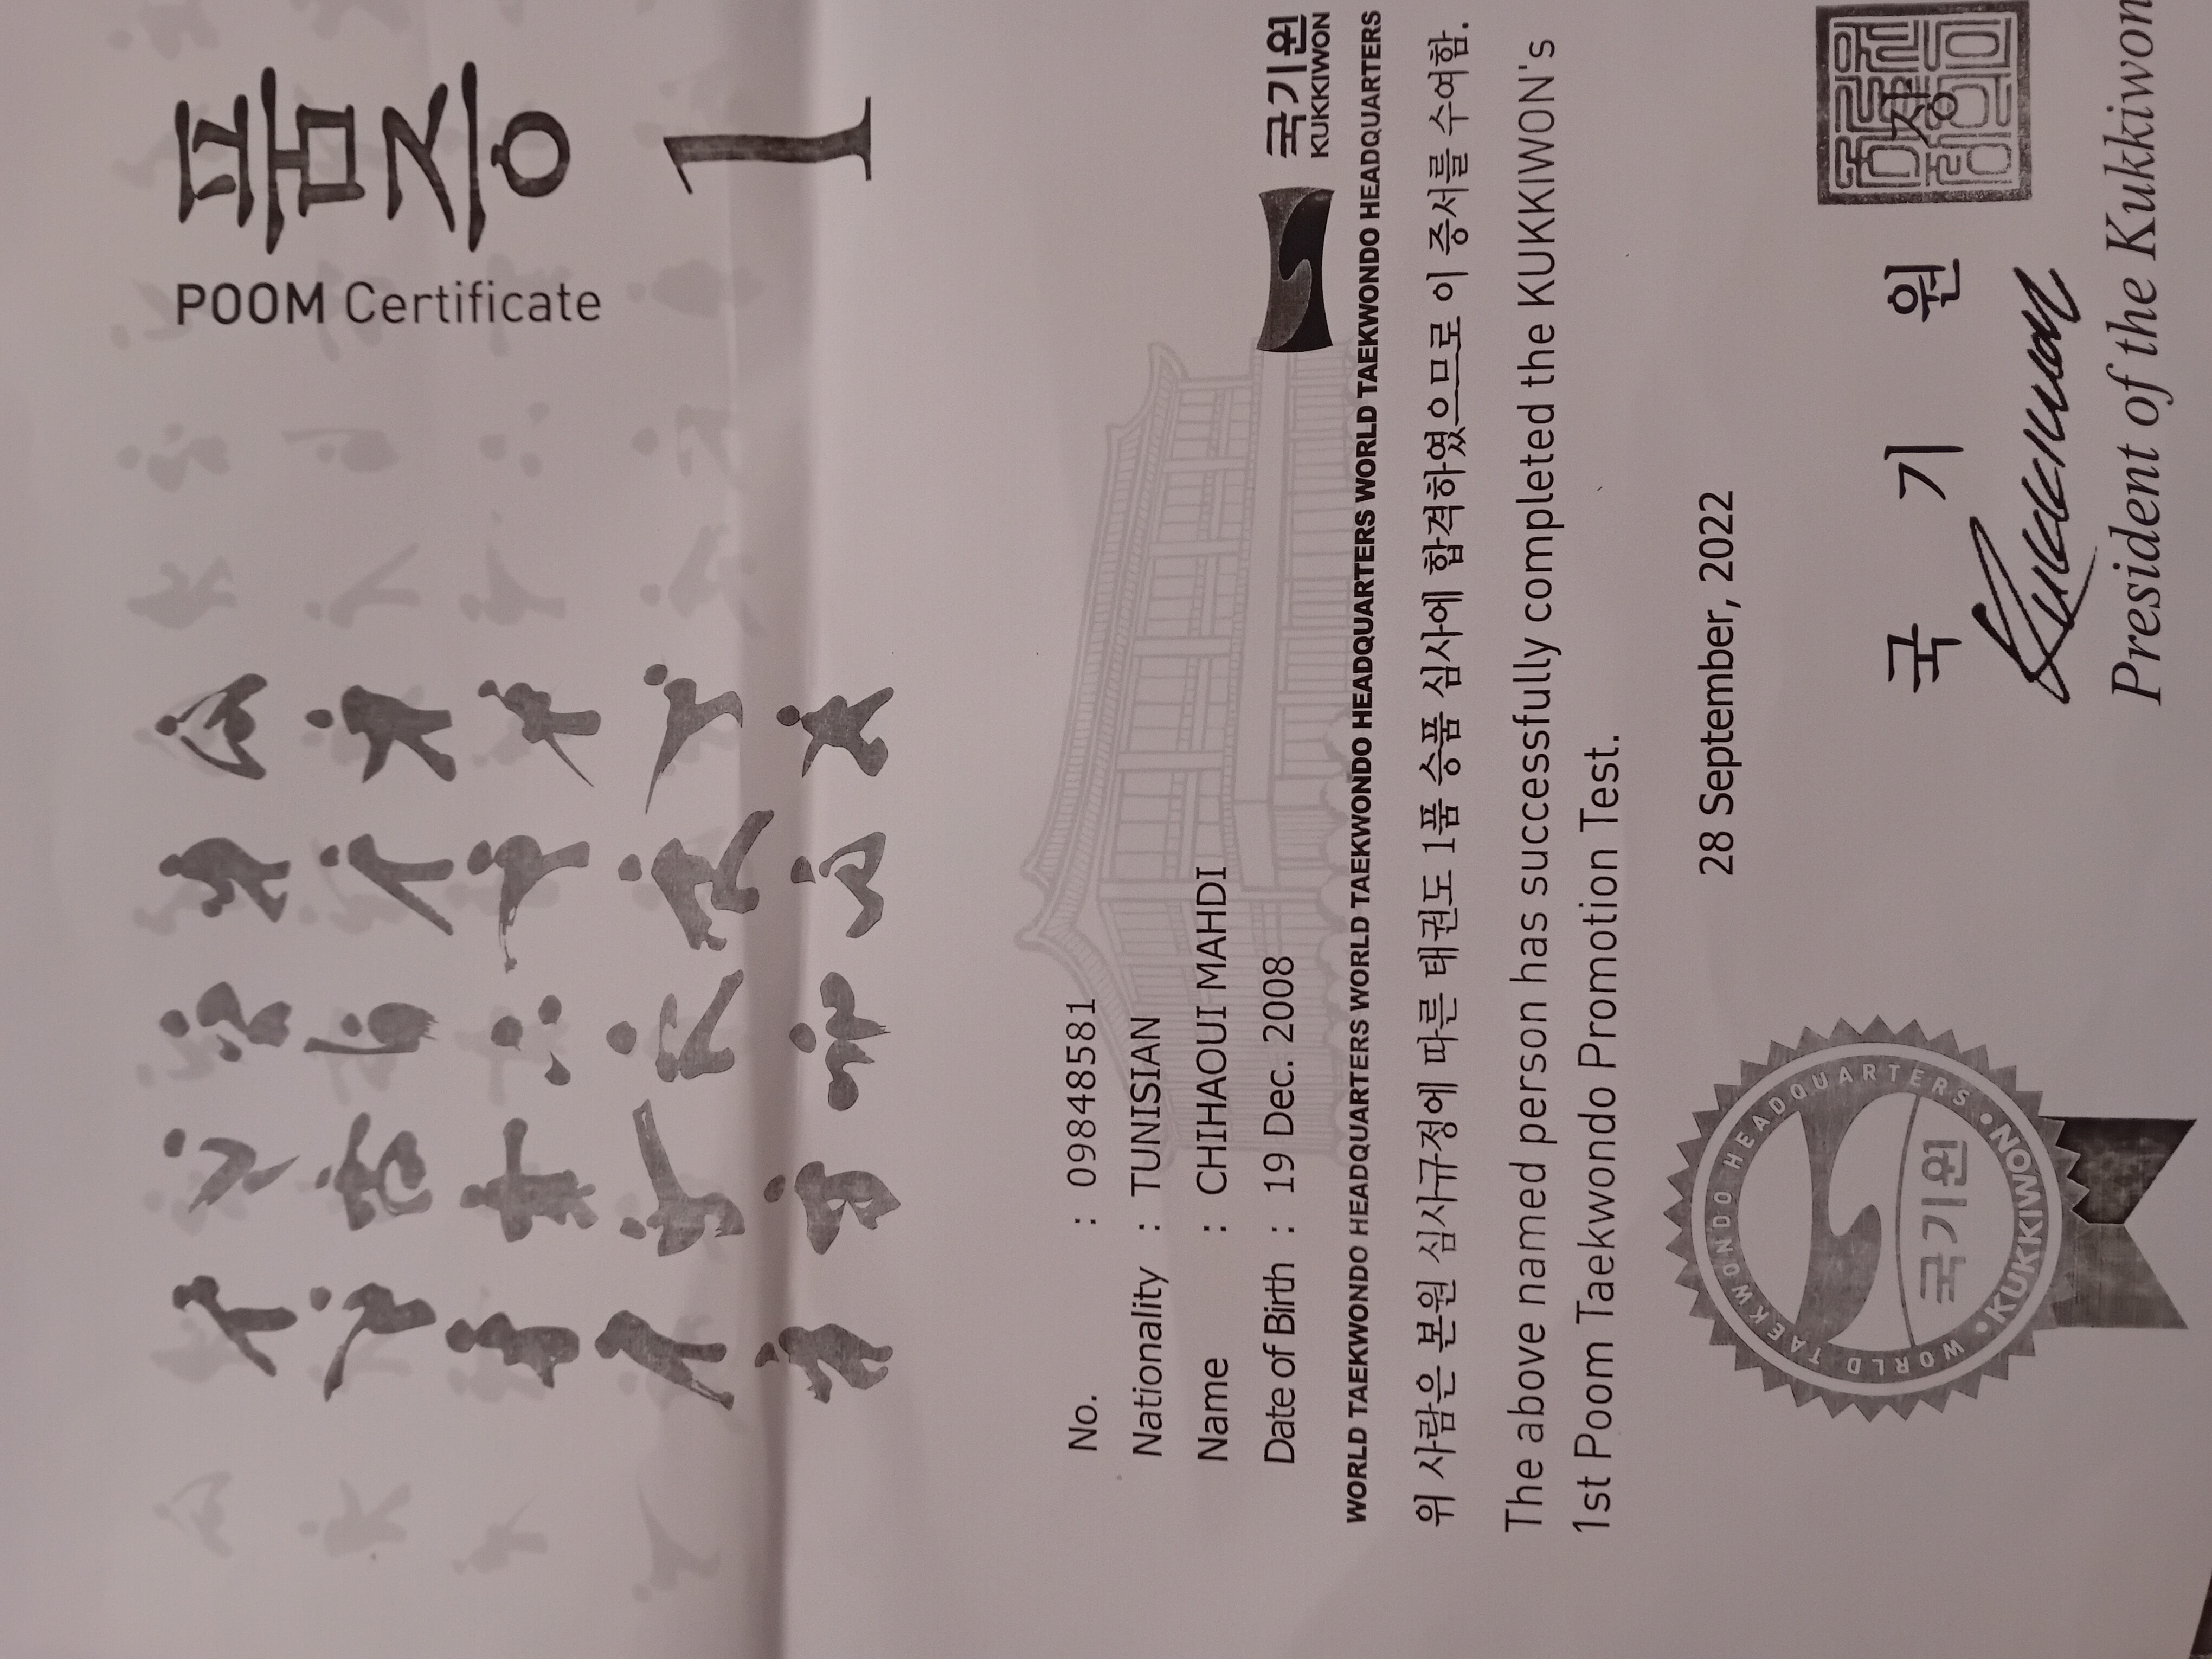 품증
POOM Certificate
1
No. : 09848581
Nationality : TUNISIAN
Name : CHIHAOUI MAHDI
Date of Birth : 19 Dec. 2008
국기원
KUKKIWON
WORLD TAEKWONDO HEADQUARTERS WORLD TAEKWONDO HEADQUARTERS WORLD TAEKWONDO HEADQUARTERS WORLD TAEKWONDO HEADQUARTERS
위 사람은 본원 심사규정에 따른 태권도 1품 승품 심사에 합격하였으므로 이 증서를 수여함.
The above named person has successfully completed the KUKKIWON's
1st Poom Taekwondo Promotion Test.
28 September, 2022
WORLD TAEKWONDO HEADQUARTERS • KUKKIWON •
국기원
국 기 원 장
President of the Kukkiwon